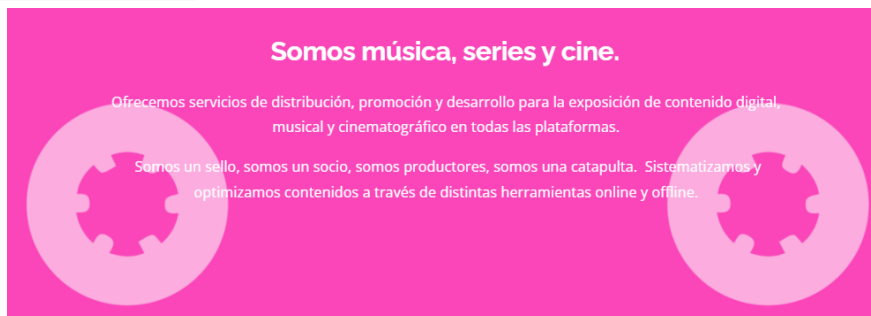 Somos música, series y cine.
Ofrecemos servicios de distribución, promoción y desarrollo para la exposición de contenido digital,
musical y cinematográfico en todas las plataformas.
Somos un sello, somos un socio, somos productores, somos una catapulta.  Sistematizamos y
optimizamos contenidos a través de distintas herramientas online y offline.